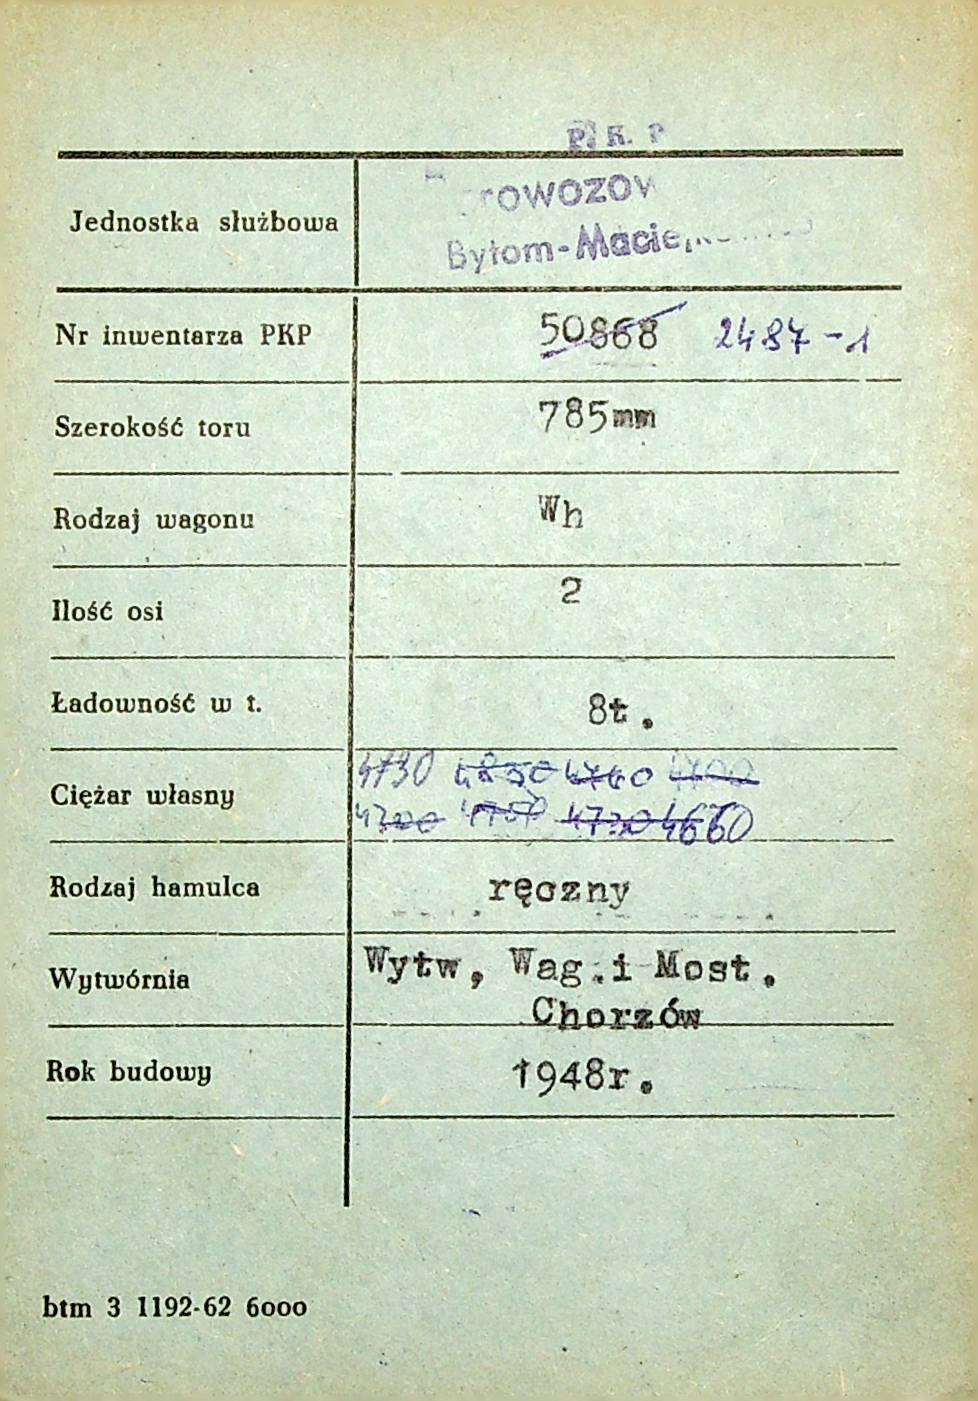 P. K. P
Jednostka służbowa
Bytom-Macie
Nr inwentarza PKP 50868 2487-1
Szerokość toru 785mm
Rodzaj wagonu Wh
Ilość osi 2
Ładowność w t. 8t.
4730
Ciężar własny
4660
Rodzaj hamulca ręczny
Wytwórnia Wytw, Wag.i Most.
Chorzów
Rok budowy 1948r.
btm 3 1192-62 6000